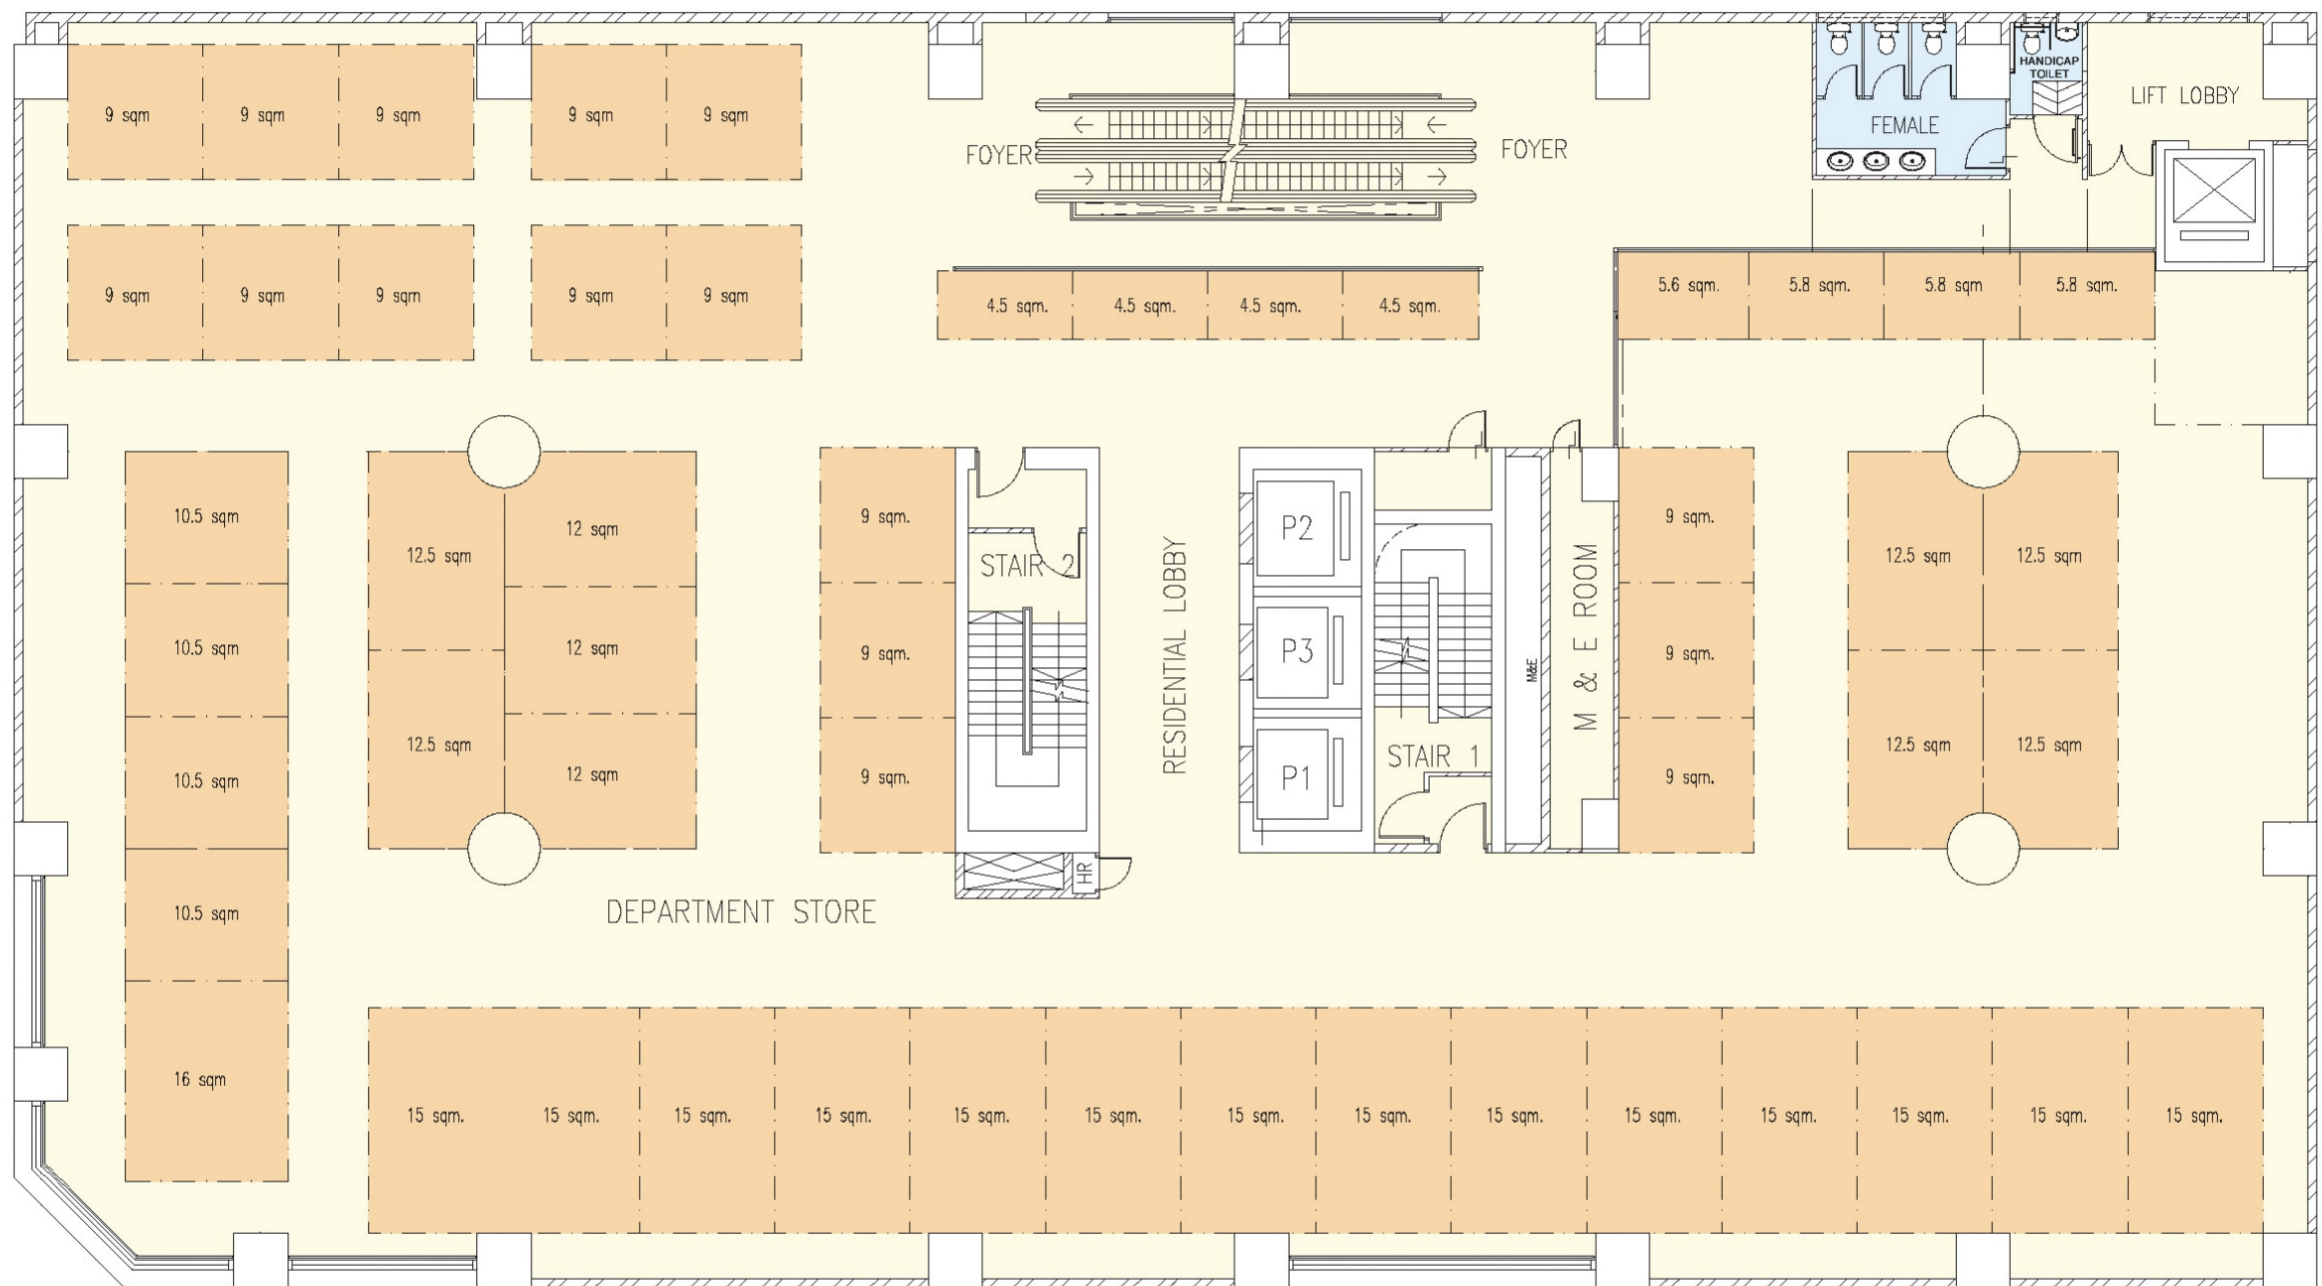 HANDICAP
TOILET
LIFT LOBBY
9 sqm
9 sqm
9 sqm
9 sqm
9 sqm
FEMALE
FOYER
FOYER
9 sqm
9 sqm
9 sqm
9 sqm
9 sqm
4.5 sqm.
4.5 sqm.
4.5 sqm.
4.5 sqm.
5.6 sqm.
5.8 sqm.
5.8 sqm
5.8 sqm.
10.5 sqm
10.5 sqm
10.5 sqm
10.5 sqm
16 sqm
12.5 sqm
12.5 sqm
12 sqm
12 sqm
12 sqm
9 sqm.
9 sqm.
9 sqm.
STAIR 2
HR
RESIDENTIAL LOBBY
P2
P3
P1
STAIR 1
M&E
M & E ROOM
9 sqm.
9 sqm.
9 sqm.
12.5 sqm
12.5 sqm
12.5 sqm
12.5 sqm
DEPARTMENT STORE
15 sqm.
15 sqm.
15 sqm.
15 sqm.
15 sqm.
15 sqm.
15 sqm.
15 sqm.
15 sqm.
15 sqm.
15 sqm.
15 sqm.
15 sqm.
15 sqm.